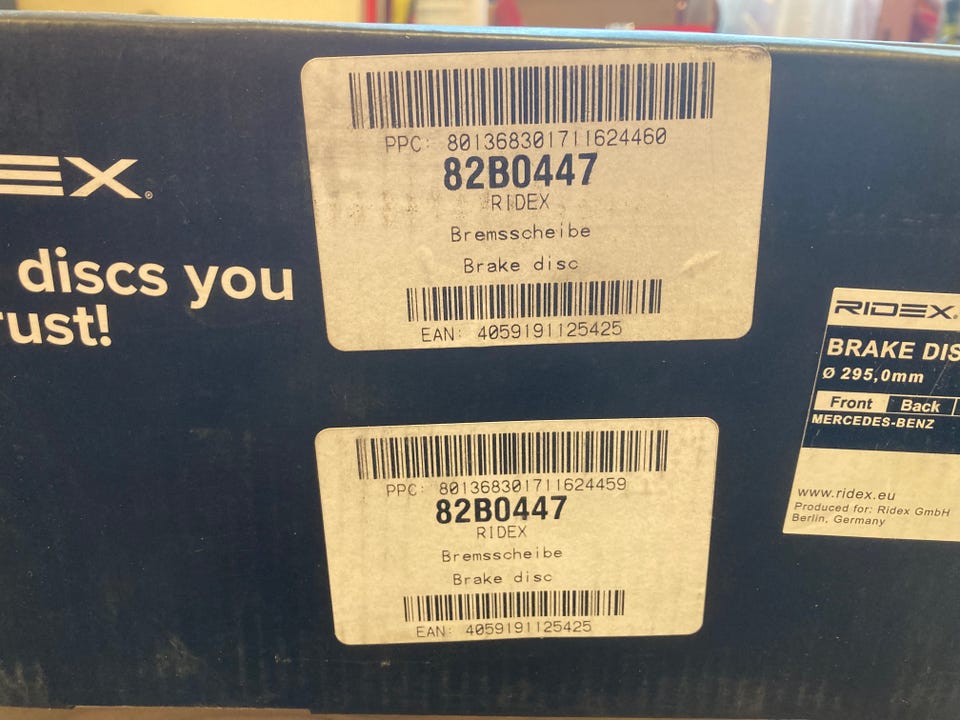 EX
discs you
rust!
PPC: 801368301711624460
82B0447
RIDEX
Bremsscheibe
Brake disc
EAN: 4059191125425
PPC: 801368301711624459
82B0447
RIDEX
Bremsscheibe
Brake disc
EAN: 4059191125425
RIDEX
BRAKE DIS
Ø 295,0mm
Front Back
MERCEDES-BENZ
www.ridex.eu
Produced for: Ridex GmbH
Berlin, Germany